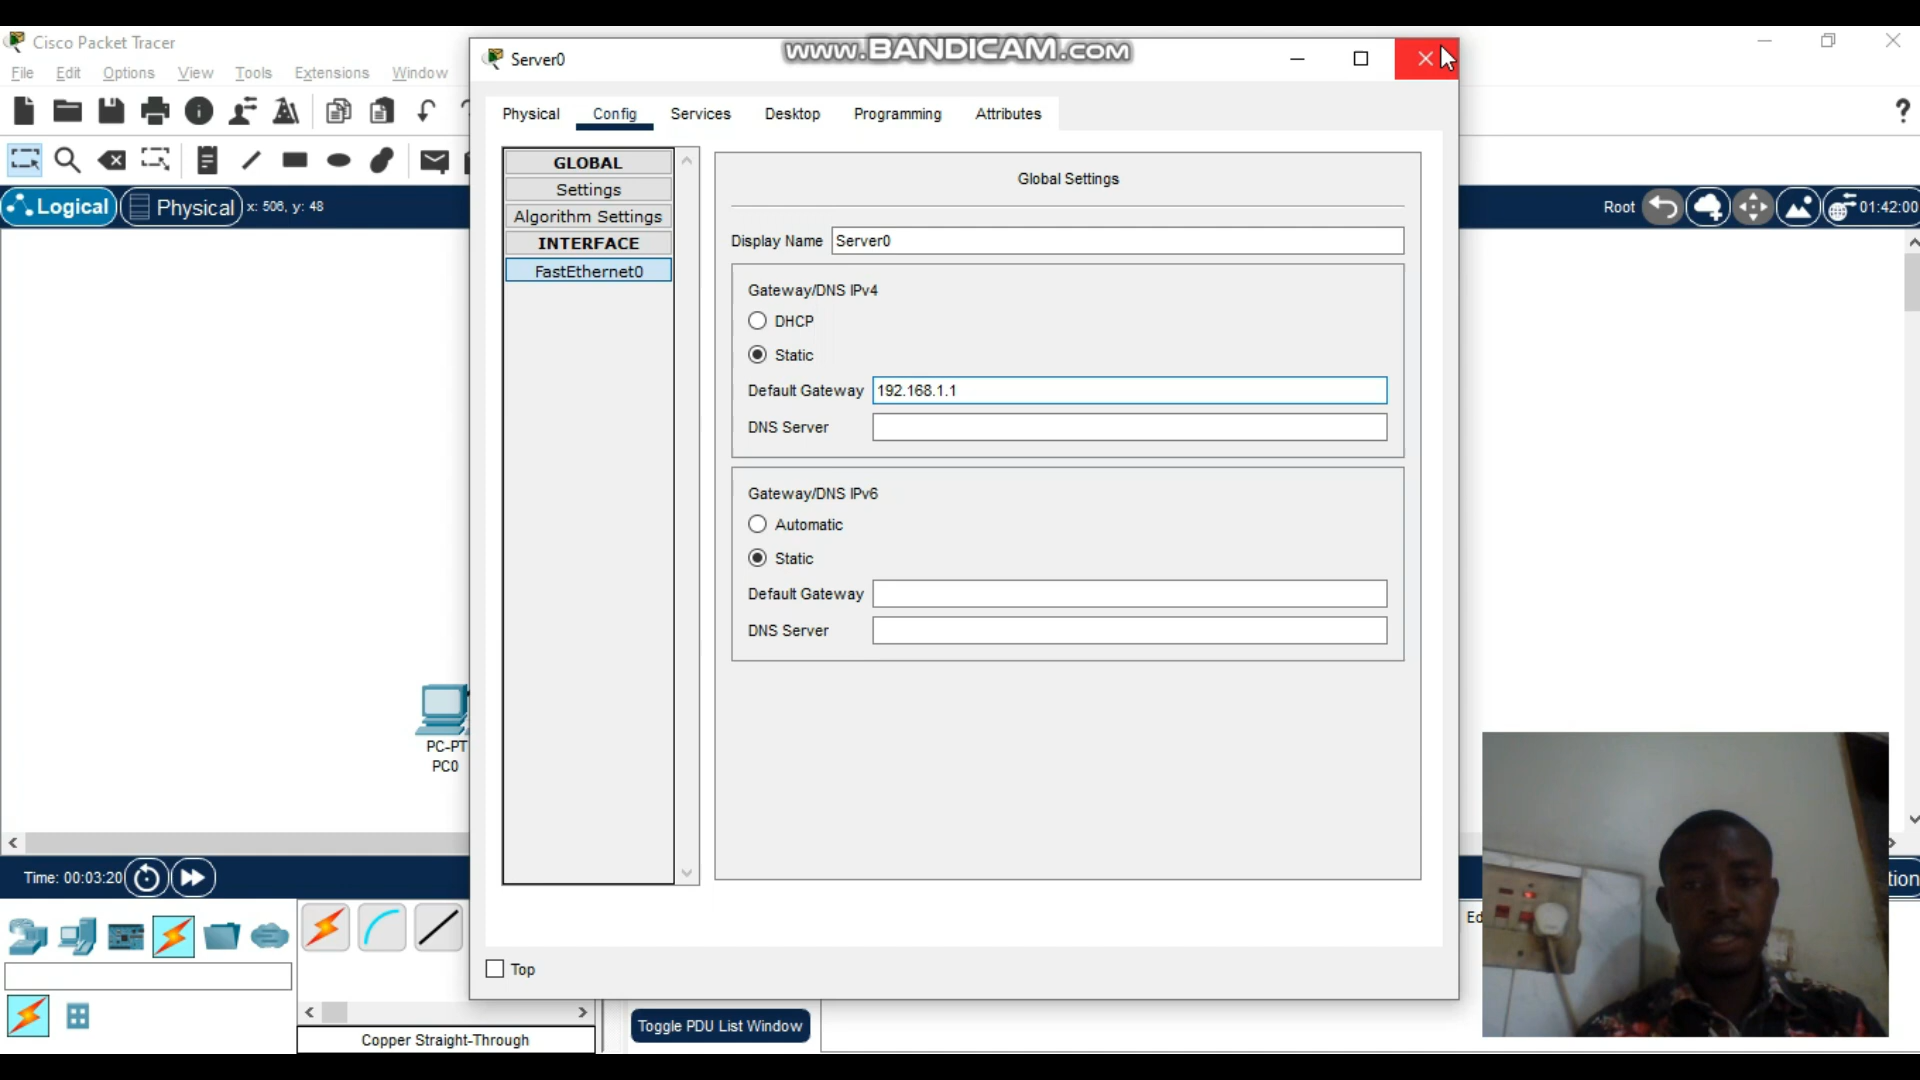 www.BANDICAM.com
Cisco Packet Tracer
File Edit Options View Tools Extensions Window
Logical Physical x: 506, y: 48
Root 01:42:00
Server0
Physical Config Services Desktop Programming Attributes
GLOBAL
Settings
Algorithm Settings
INTERFACE
FastEthernet0
Global Settings
Display Name Server0
Gateway/DNS IPv4
DHCP
Static
Default Gateway 192.168.1.1
DNS Server
Gateway/DNS IPv6
Automatic
Static
Default Gateway
DNS Server
Top
PC-PT
PC0
Time: 00:03:20
tion
Ed
Copper Straight-Through
Toggle PDU List Window